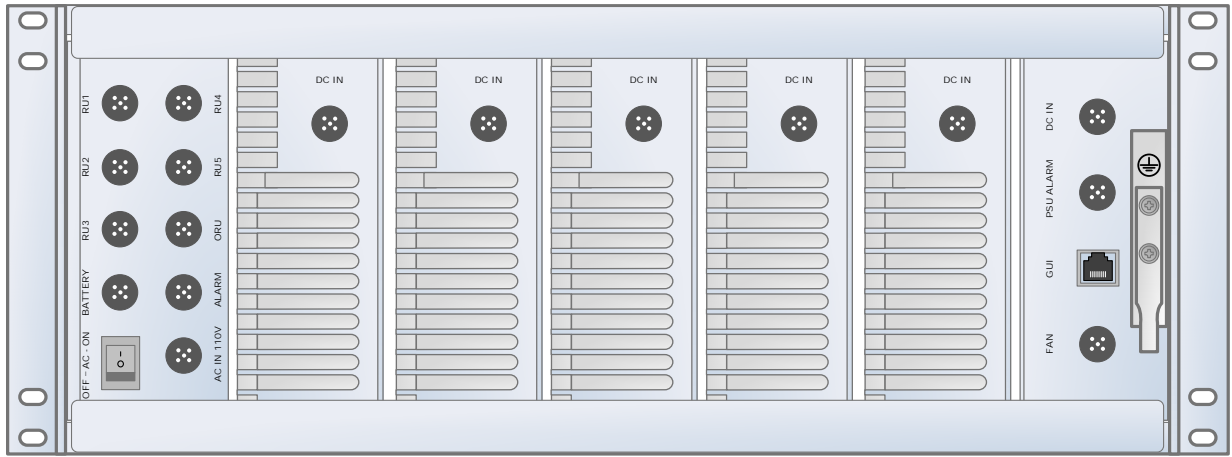 RU1
RU4
RU2
RU5
RU3
ORU
BATTERY
ALARM
OFF – AC - ON
AC IN 110V
DC IN
DC IN
DC IN
DC IN
DC IN
DC IN
PSU ALARM
GUI
FAN